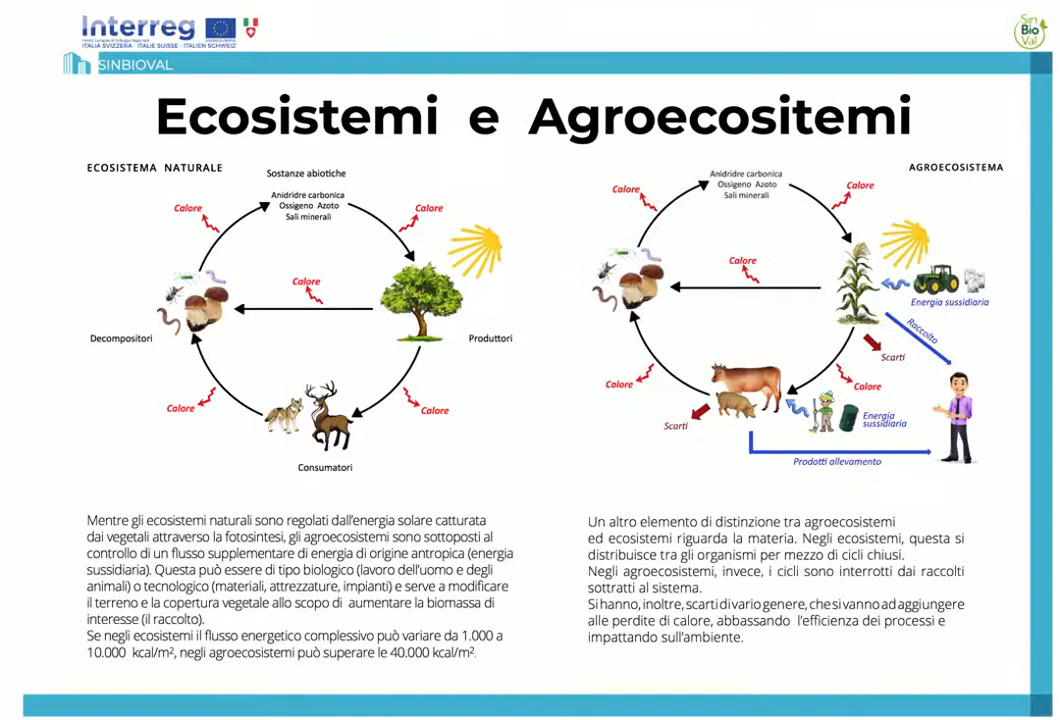 Interreg
ITALIA SVIZZERA · ITALIE SUISSE · ITALIEN SCHWEIZ
Sin
Bio
Val
SINBIOVAL
Ecosistemi e Agroecositemi
ECOSISTEMA NATURALE
Sostanze abiotiche
Anidridre carbonica
Ossigeno Azoto
Sali minerali
Calore
Calore
Calore
Decompositori
Produttori
Calore
Calore
Consumatori
AGROECOSISTEMA
Anidridre carbonica
Ossigeno Azoto
Sali minerali
Calore
Calore
Calore
Energia sussidiaria
Raccolto
Scarti
Calore
Calore
Energia
sussidiaria
Scarti
Prodotti allevamento
Mentre gli ecosistemi naturali sono regolati dall'energia solare catturata
dai vegetali attraverso la fotosintesi, gli agroecosistemi sono sottoposti al
controllo di un flusso supplementare di energia di origine antropica (energia
sussidiaria). Questa può essere di tipo biologico (lavoro dell'uomo e degli
animali) o tecnologico (materiali, attrezzature, impianti) e serve a modificare
il terreno e la copertura vegetale allo scopo di aumentare la biomassa di
interesse (il raccolto).
Se negli ecosistemi il flusso energetico complessivo può variare da 1.000 a
10.000 kcal/m², negli agroecosistemi può superare le 40.000 kcal/m².
Un altro elemento di distinzione tra agroecosistemi
ed ecosistemi riguarda la materia. Negli ecosistemi, questa si
distribuisce tra gli organismi per mezzo di cicli chiusi.
Negli agroecosistemi, invece, i cicli sono interrotti dai raccolti
sottratti al sistema.
Si hanno, inoltre, scarti di vario genere, che si vanno ad aggiungere
alle perdite di calore, abbassando l'efficienza dei processi e
impattando sull'ambiente.